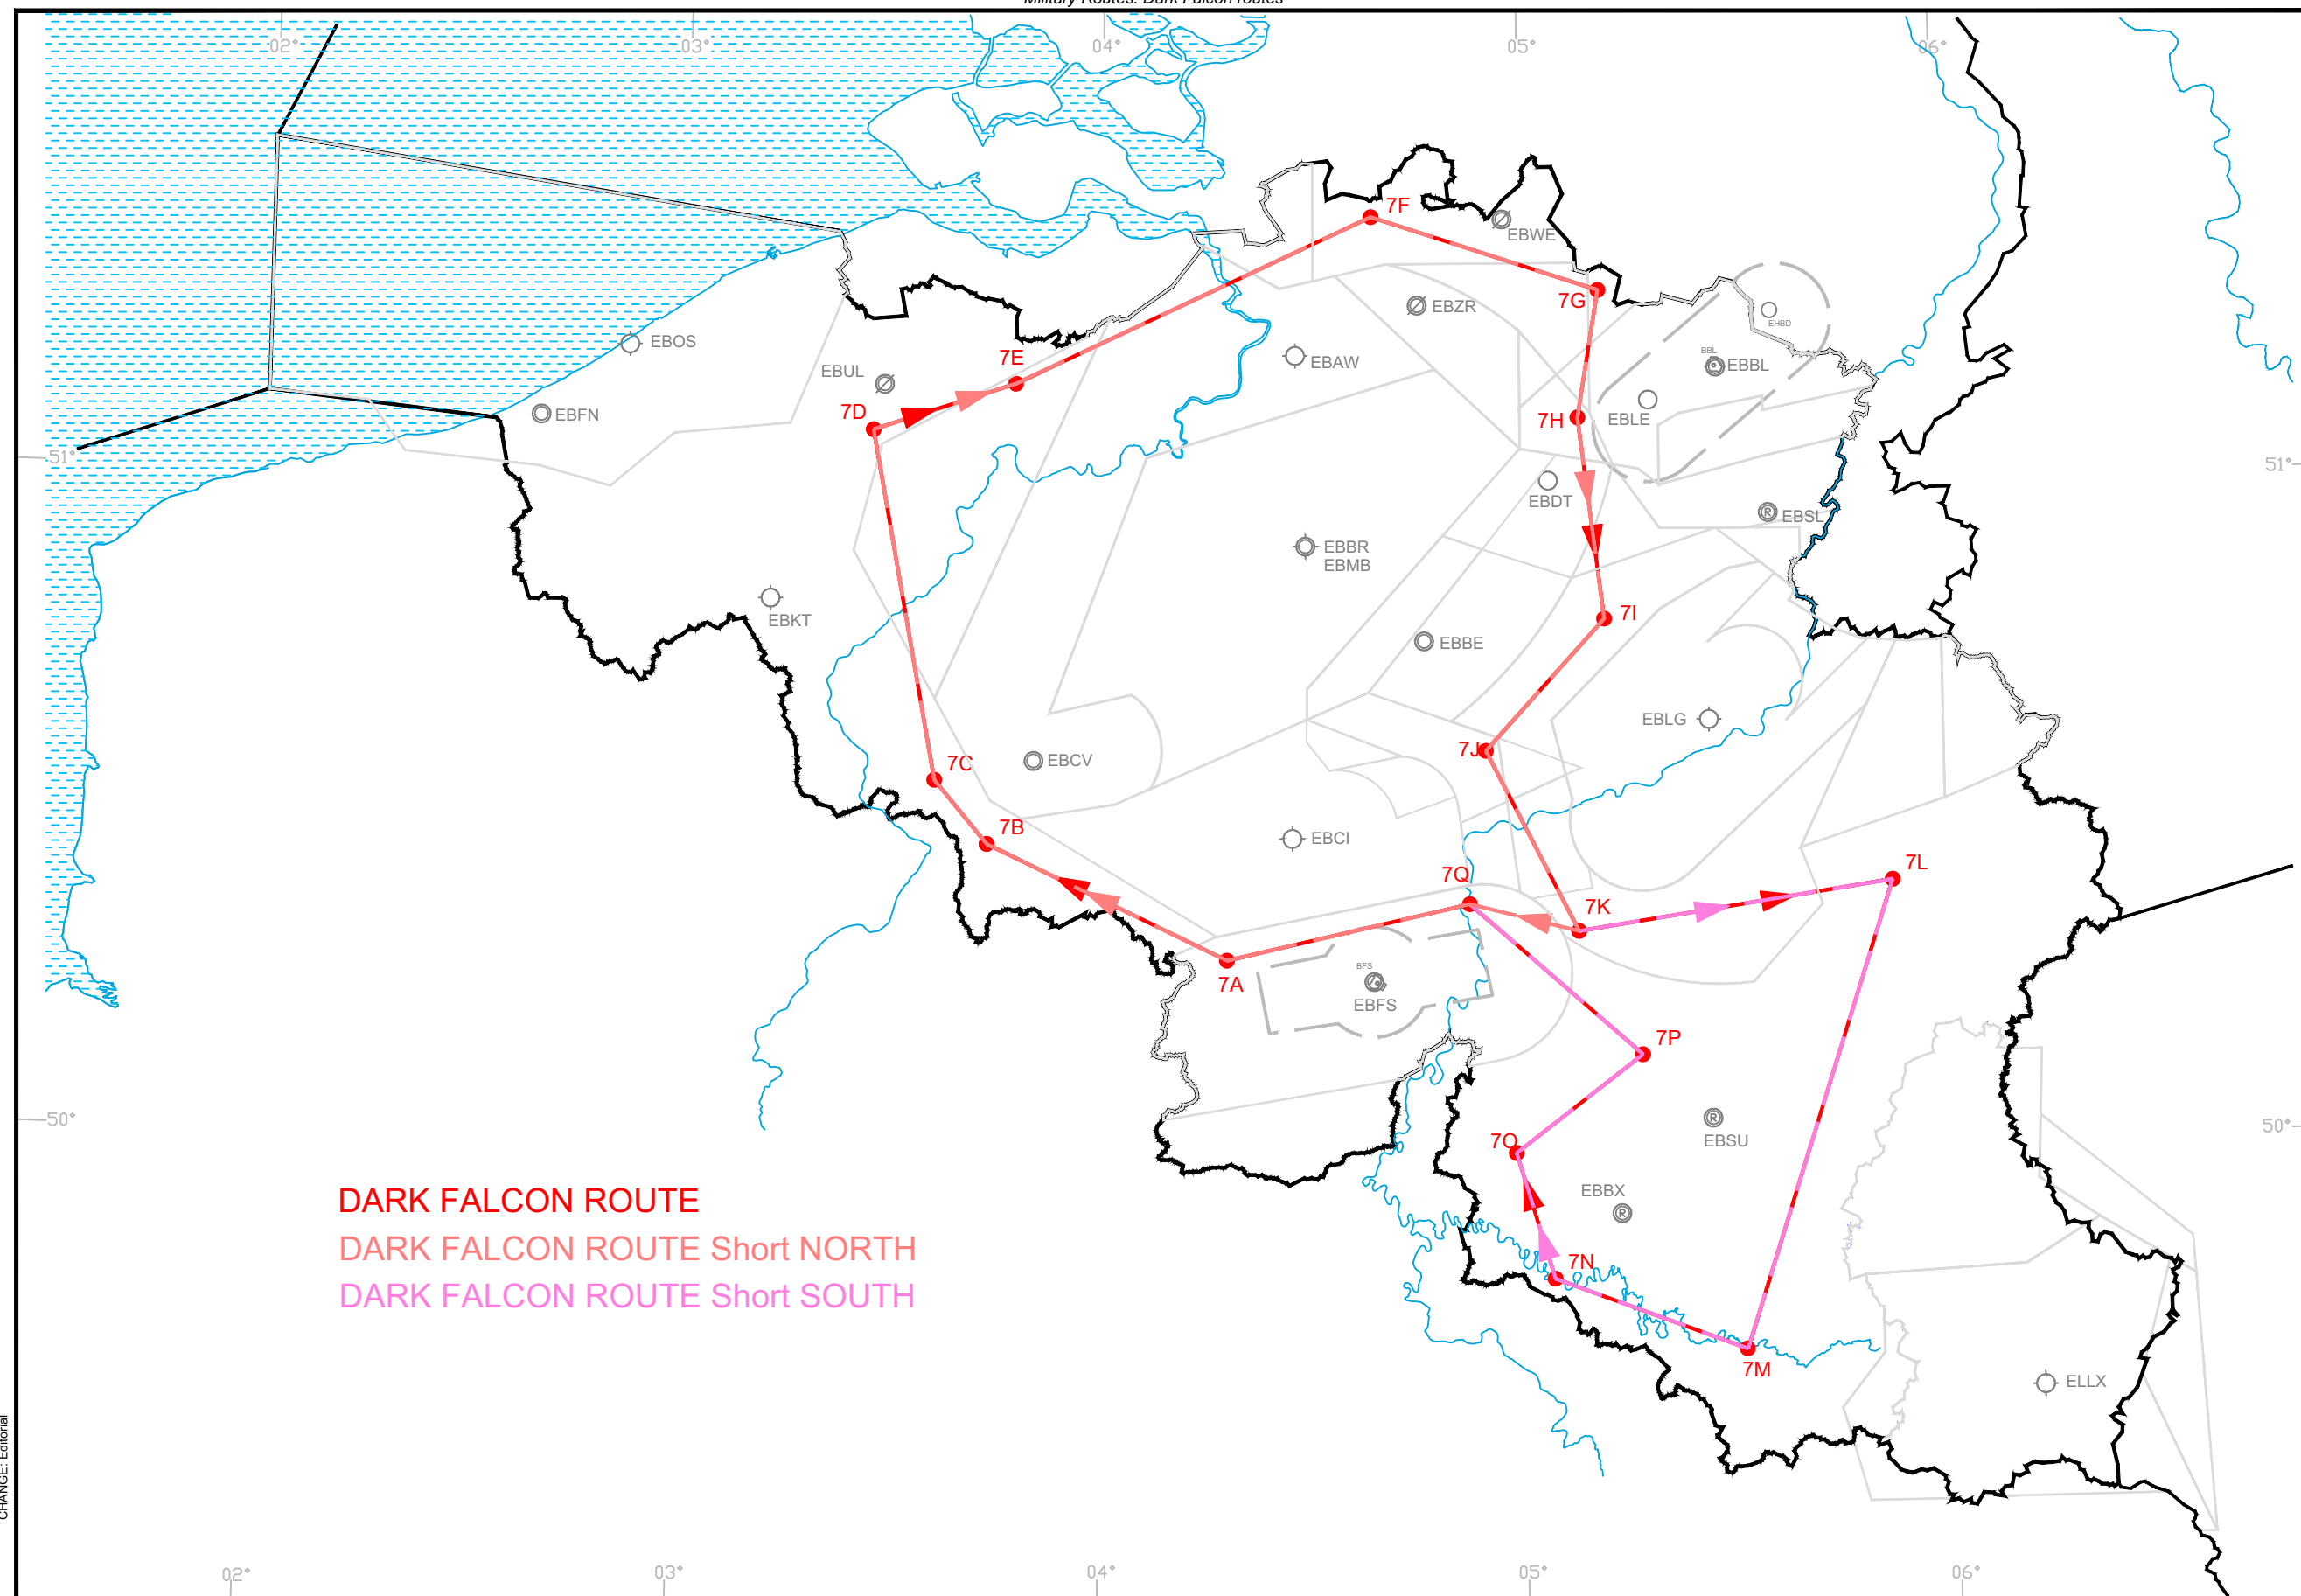 Military Routes: Dark Falcon routes
02°
03°
04°
05°
06°
7F
EBWE
7G
EBZR
EHBD
EBOS
7E
EBAW
BBL
EBBL
EBUL
7D
EBFN
7H
EBLE
51°
51°
EBDT
EBSL
EBBR
EBMB
EBKT
7I
EBBE
EBLG
7J
7C
EBCV
7B
EBCI
7Q
7L
7K
7A
BFS
EBFS
7P
50°
50°
EBSU
7O
EBBX
DARK FALCON ROUTE
DARK FALCON ROUTE Short NORTH
DARK FALCON ROUTE Short SOUTH
7N
7M
ELLX
CHANGE: Editorial
02°
03°
04°
05°
06°